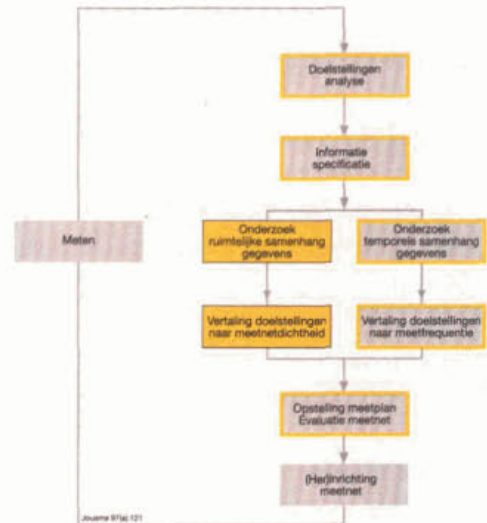 Doelstellingen
analyse
Informatie
specificatie
Meten
Onderzoek
ruimtelijke samenhang
gegevens
Onderzoek
temporele samenhang
gegevens
Vertaling doelstellingen
naar meetnetdichtheid
Vertaling doelstellingen
naar meetfrequentie
Opstelling meetplan
Evaluatie meetnet
(Her)inrichting
meetnet